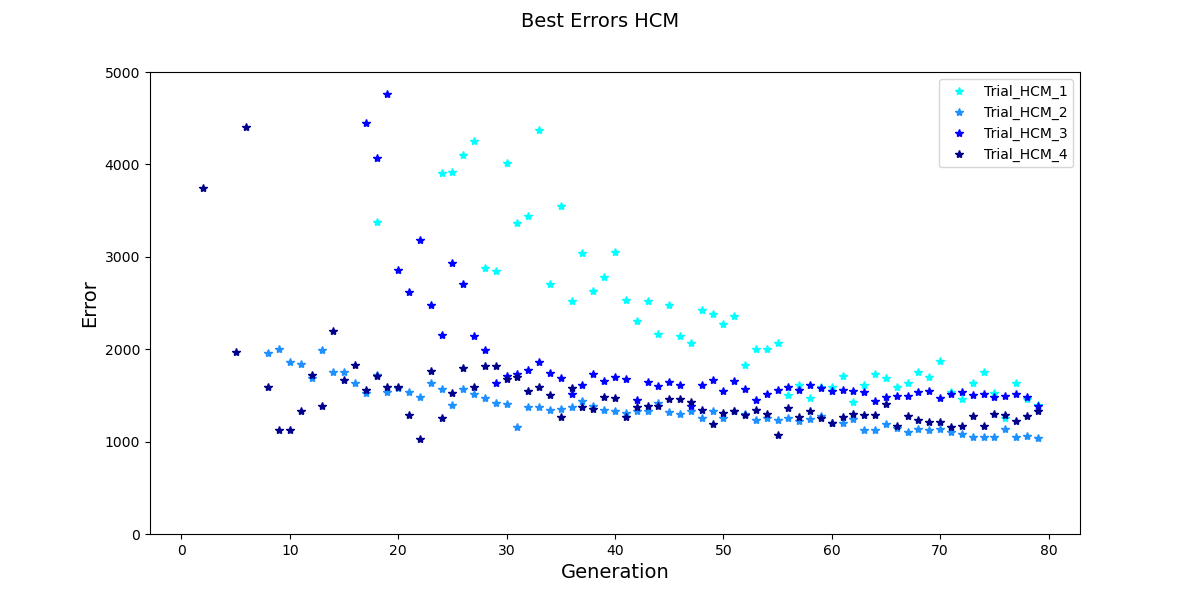 Best Errors HCM
5000
4000
3000
2000
1000
0
Error
Trial_HCM_1
Trial_HCM_2
Trial_HCM_3
Trial_HCM_4
0 10 20 30 40 50 60 70 80
Generation